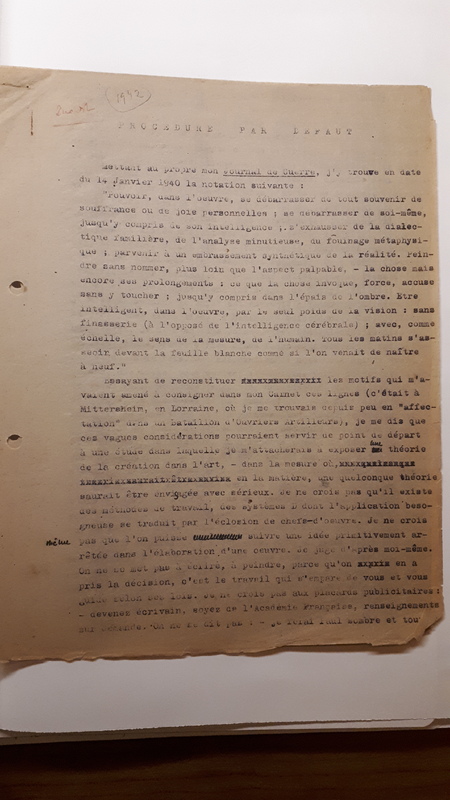 1942
PROCEDURE PAR DEFAUT
Mettant au propre mon Journal de Guerre, j'y trouve en date
du 14 Janvier 1940 la notation suivante :
"Pouvoir, dans l'oeuvre, se débarrasser de tout souvenir de
souffrance ou de joie personnelles ; se débarrasser de soi-même,
jusqu'y compris de son intelligence ; s'exhausser de la dialec-
tique familière, de l'analyse minutieuse, du fouinage métaphysi-
que ; parvenir à un embrassement synthétique de la réalité. Pein-
dre sans nommer, plus loin que l'aspect palpable, - la chose mais
encore ses prolongements : ce que la chose invoque, force, accuse
sans y toucher ; jusqu'y compris dans l'épais de l'ombre. Etre
intelligent, dans l'oeuvre, par le seul poids de la vision : sans
finasserie (à l'opposé de l'intelligence cérébrale) ; avec, comme
échelle, le sens de la mesure, de l'humain. Tous les matins s'as-
seoir devant la feuille blanche comme si l'on venait de naître
à neuf."
Essayant de reconstituer les motifs qui m'a-
vaient amené à consigner dans mon Carnet ces lignes (c'était à
Mittersheim, en Lorraine, où je me trouvais depuis peu en "affec-
tation" dans un bataillon d'Ouvriers Artilleurs), je me dis que
ces vagues considérations pourraient servir de point de départ
à une étude dans laquelle je m'attacherais à exposer une théorie
de la création dans l'art, - dans la mesure où,
en la matière, une quelconque théorie
saurait être envisagée avec sérieux. Je ne crois pas qu'il existe
des méthodes de travail, des systèmes dont l'application beso-
gneuse se traduit par l'éclosion de chefs-d'oeuvre. Je ne crois
même pas que l'on puisse suivre une idée primitivement ar-
rêtée dans l'élaboration d'une oeuvre. Je juge d'après moi-même.
On ne se met pas à écrire, à peindre, parce qu'on en a
pris la décision, c'est le travail qui s'empare de vous et vous
guide selon ses lois. Je ne crois pas aux pincards publicitaires :
- devenez écrivain, soyez de l'Académie Française, renseignements
sur demande. On ne se dit pas : - je ferai Paul sombre et tou